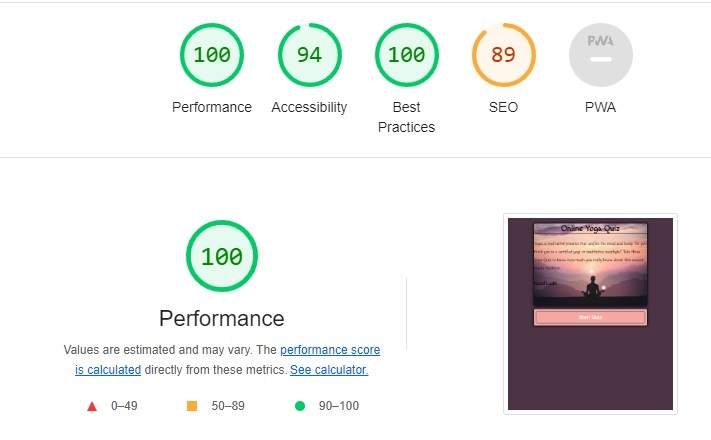 100
94
100
89
PWA
Performance
Accessibility
Best
Practices
SEO
PWA
100
Performance
Values are estimated and may vary. The performance score
is calculated directly from these metrics. See calculator.
0–49
50–89
90–100
Online Yoga Quiz
Start Quiz